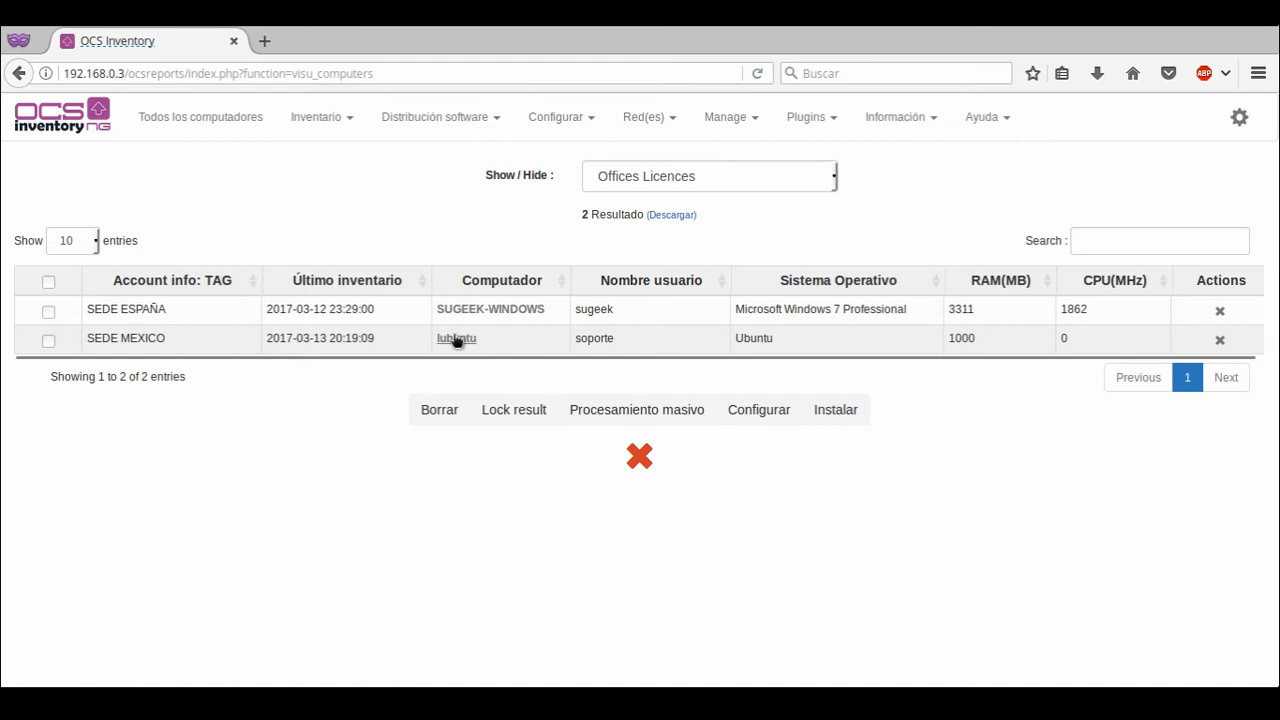 OCS Inventory
192.168.0.3/ocsreports/index.php?function=visu_computers
Buscar
ABP
OCS inventory NG
Todos los computadores Inventario Distribución software Configurar Red(es) Manage Plugins Información Ayuda
Show / Hide : Offices Licences
2 Resultado (Descargar)
Show 10 entries Search :
Account info: TAG Último inventario Computador Nombre usuario Sistema Operativo RAM(MB) CPU(MHz) Actions
SEDE ESPAÑA 2017-03-12 23:29:00 SUGEEK-WINDOWS sugeek Microsoft Windows 7 Professional 3311 1862
SEDE MEXICO 2017-03-13 20:19:09 lubuntu soporte Ubuntu 1000 0
Showing 1 to 2 of 2 entries Previous 1 Next
Borrar Lock result Procesamiento masivo Configurar Instalar